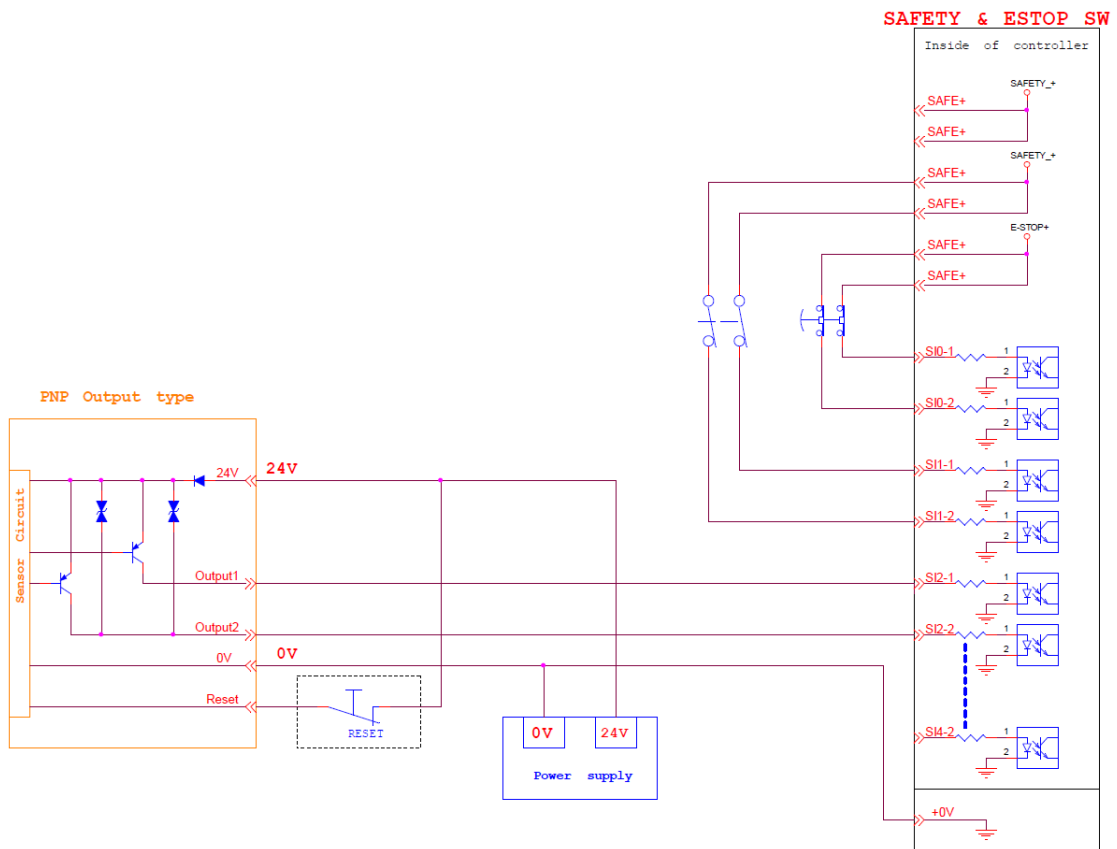 SAFETY & ESTOP SW
Inside of controller
SAFETY_+
SAFE+
SAFE+
SAFETY_+
SAFE+
SAFE+
E-STOP+
SAFE+
SAFE+
SI0-1
1
2
SI0-2
1
2
PNP Output type
SI1-1
1
2
24V
24V
SI1-2
1
2
Sensor Circuit
Output1
SI2-1
1
2
Output2
SI2-2
1
2
0V
0V
Reset
RESET
0V
24V
SI4-2
1
2
Power supply
+0V